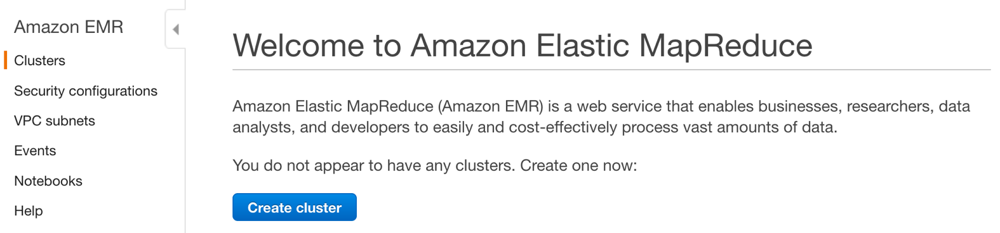 Amazon EMR
Clusters
Security configurations
VPC subnets
Events
Notebooks
Help
Welcome to Amazon Elastic MapReduce
Amazon Elastic MapReduce (Amazon EMR) is a web service that enables businesses, researchers, data
analysts, and developers to easily and cost-effectively process vast amounts of data.
You do not appear to have any clusters. Create one now:
Create cluster